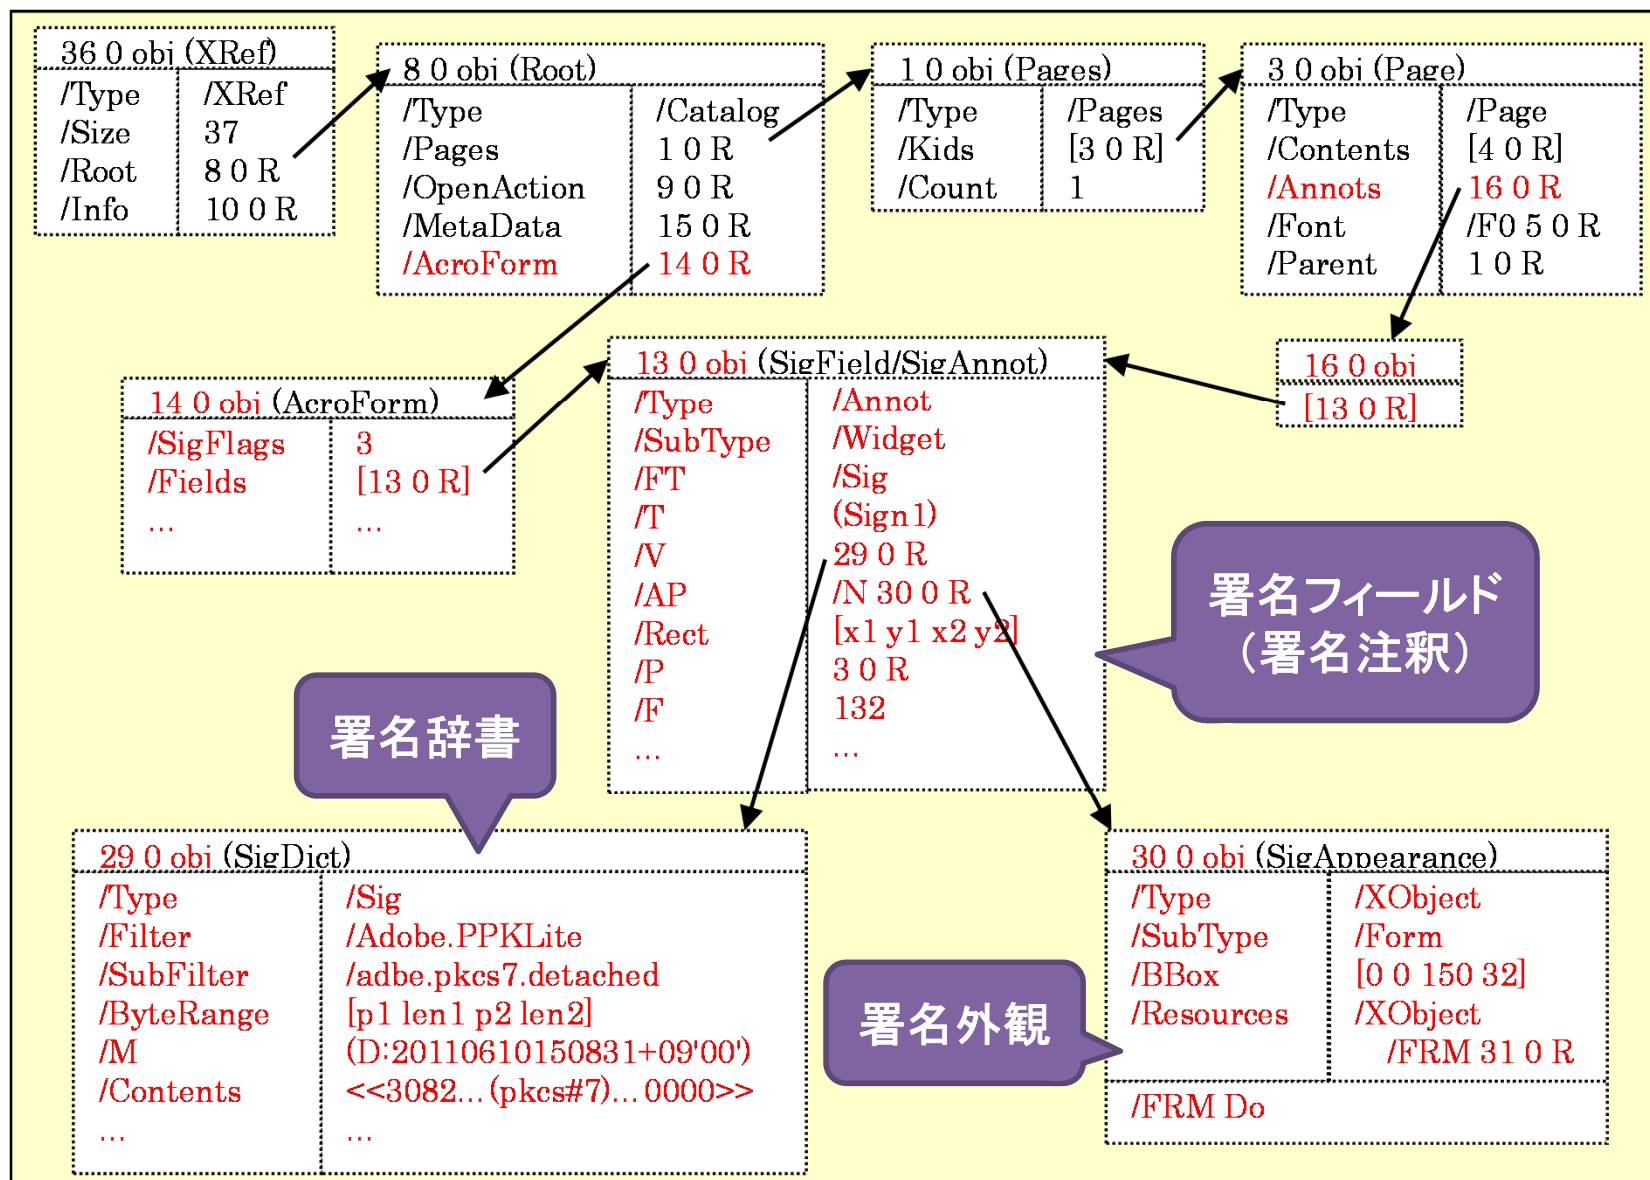 36 0 obj (XRef)
/Type /XRef
/Size 37
/Root 8 0 R
/Info 10 0 R
8 0 obj (Root)
/Type /Catalog
/Pages 1 0 R
/OpenAction 9 0 R
/MetaData 15 0 R
/AcroForm 14 0 R
1 0 obj (Pages)
/Type /Pages
/Kids [3 0 R]
/Count 1
3 0 obj (Page)
/Type /Page
/Contents [4 0 R]
/Annots 16 0 R
/Font /F0 5 0 R
/Parent 1 0 R
14 0 obj (AcroForm)
/SigFlags 3
/Fields [13 0 R]
... ...
13 0 obj (SigField/SigAnnot)
/Type /Annot
/SubType /Widget
/FT /Sig
/T (Sign1)
/V 29 0 R
/AP /N 30 0 R
/Rect [x1 y1 x2 y2]
/P 3 0 R
/F 132
... ...
16 0 obj
[13 0 R]
署名フィールド
（署名注釈）
署名辞書
29 0 obj (SigDict)
/Type /Sig
/Filter /Adobe.PPKLite
/SubFilter /adbe.pkcs7.detached
/ByteRange [p1 len1 p2 len2]
/M (D:20110610150831+09'00')
/Contents <<3082... (pkcs#7)... 0000>>
... ...
署名外観
30 0 obj (SigAppearance)
/Type /XObject
/SubType /Form
/BBox [0 0 150 32]
/Resources /XObject
/FRM 31 0 R
/FRM Do